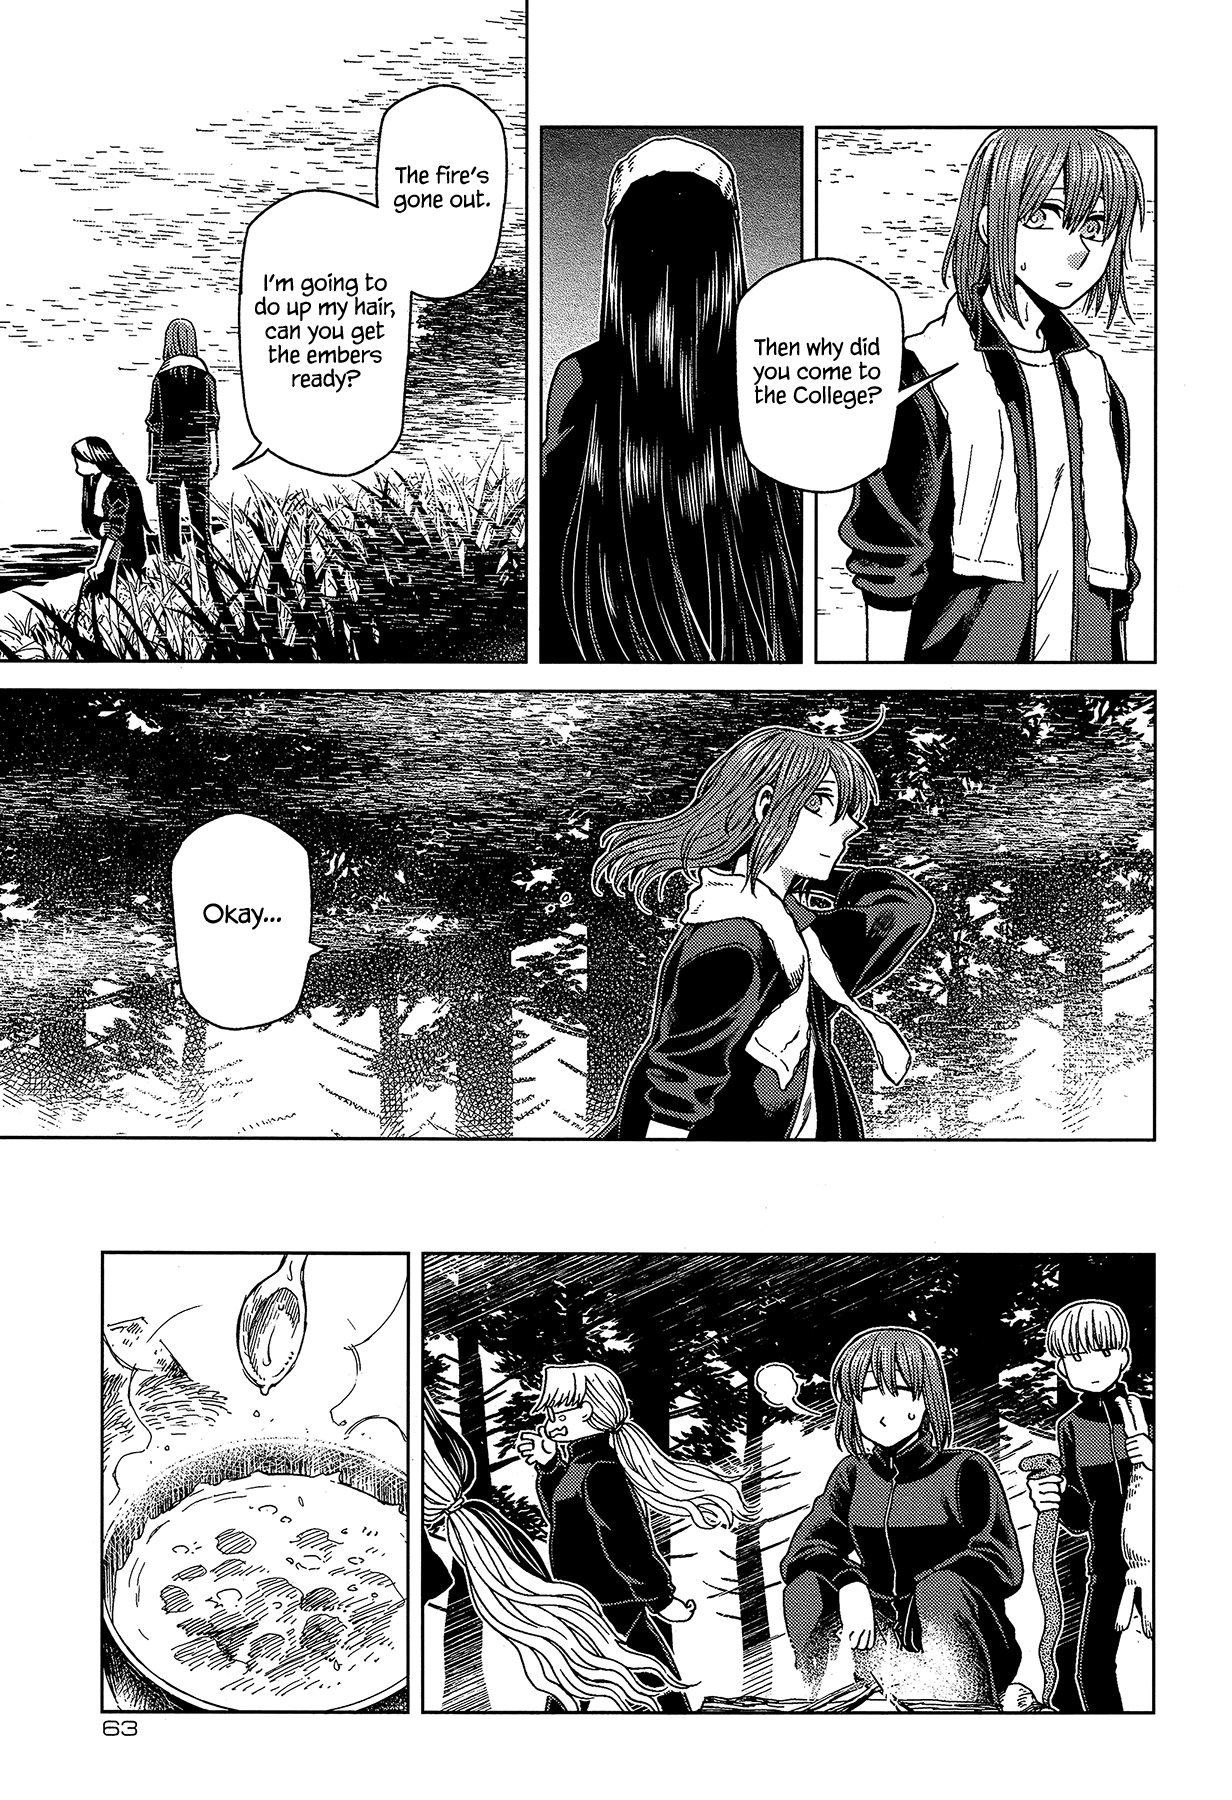 Then why did
you come to
the College?
The fire's
gone out.
I'm going to
do up my hair,
can you get
the embers
ready?
Okay...
63